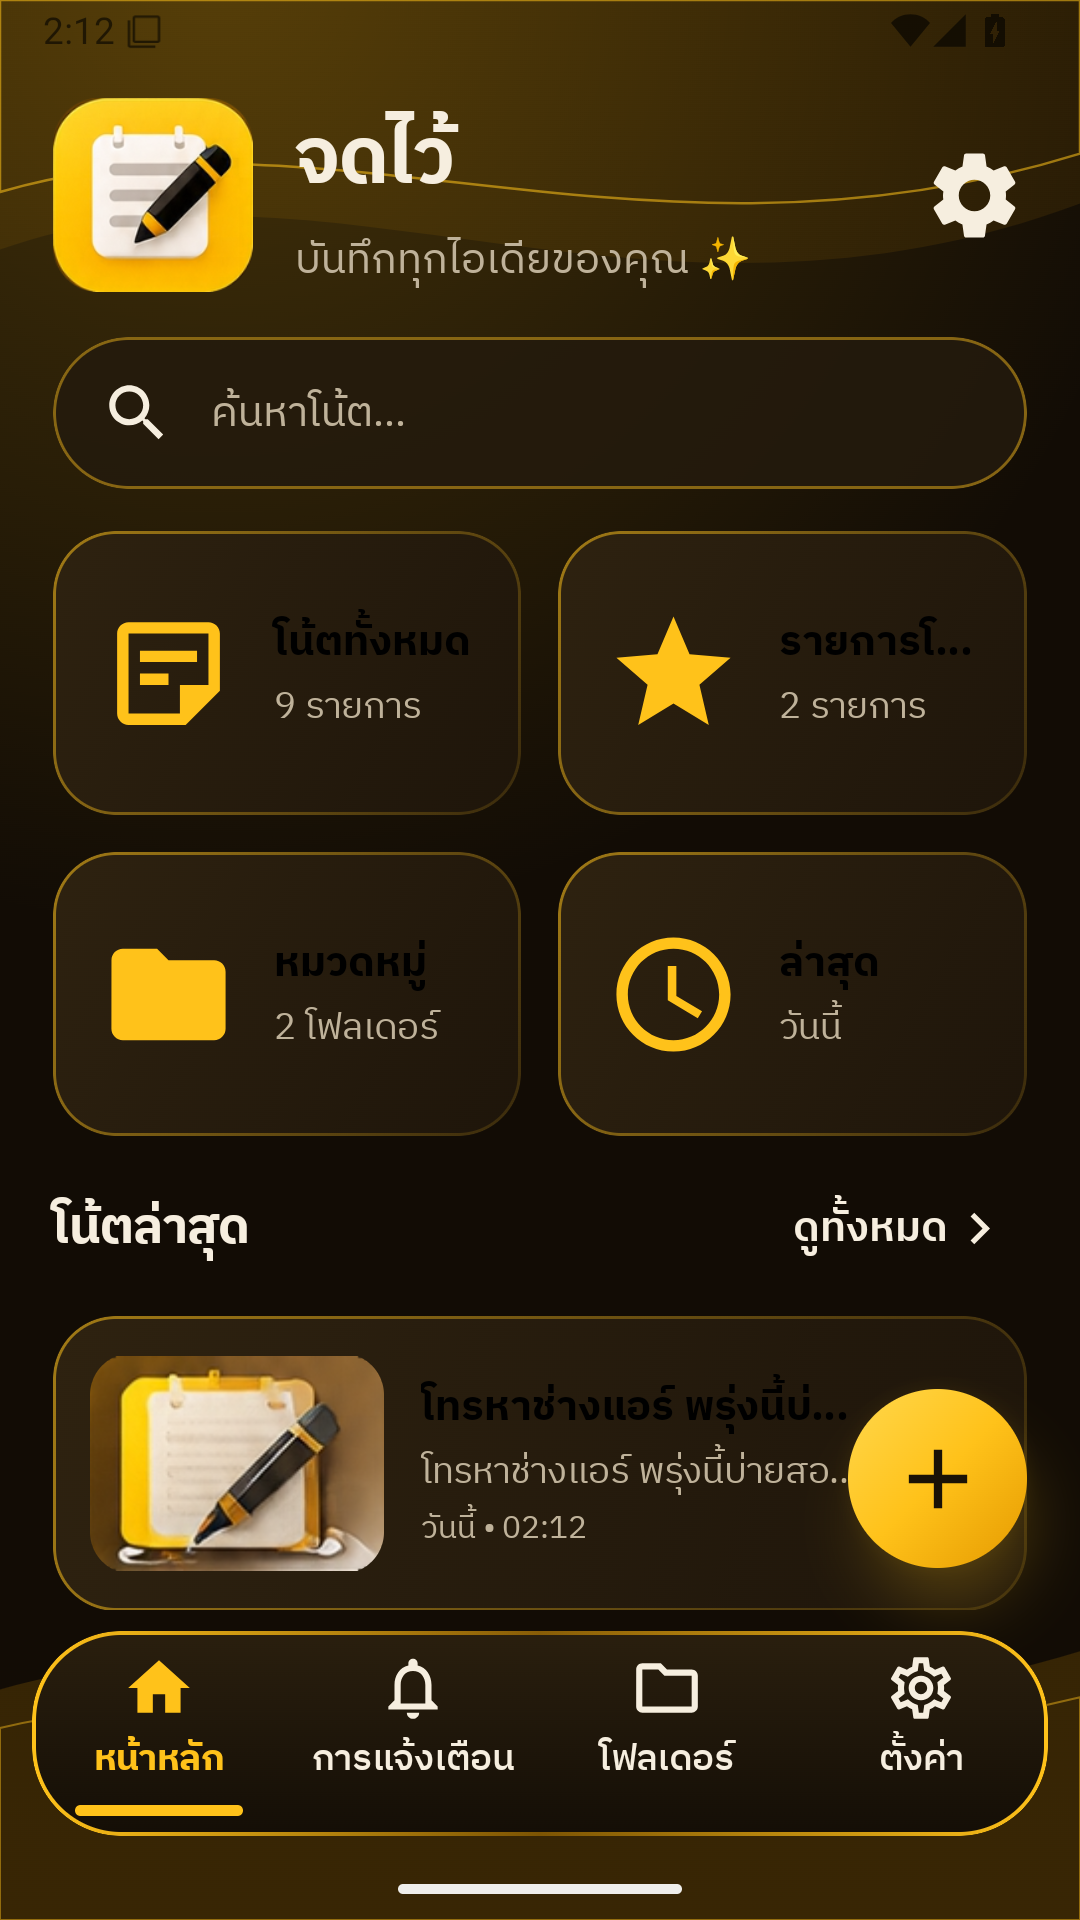 2:12
จดไว้
บันทึกทุกไอเดียของคุณ ✨
ค้นหาโน้ต...
โน้ตทั้งหมด
9 รายการ
รายการโ...
2 รายการ
หมวดหมู่
2 โฟลเดอร์
ล่าสุด
วันนี้
โน้ตล่าสุด
ดูทั้งหมด
โทรหาช่างแอร์ พรุ่งนี้บ่...
โทรหาช่างแอร์ พรุ่งนี้บ่ายสอ..
วันนี้ • 02:12
หน้าหลัก
การแจ้งเตือน
โฟลเดอร์
ตั้งค่า